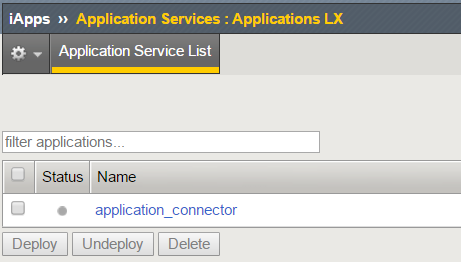 iApps ›› Application Services : Applications LX
Application Service List
filter applications...
Status Name
application_connector
Deploy Undeploy Delete